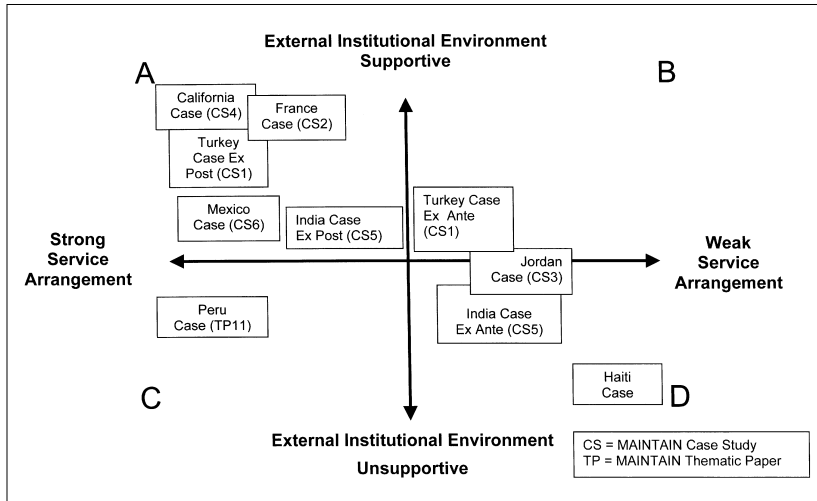 External Institutional Environment
Supportive
A
B
California
Case (CS4)
France
Case (CS2)
Turkey
Case Ex
Post (CS1)
Mexico
Case (CS6)
India Case
Ex Post (CS5)
Turkey Case
Ex Ante
(CS1)
Strong
Service
Arrangement
Jordan
Case (CS3)
Weak
Service
Arrangement
Peru
Case (TP11)
India Case
Ex Ante (CS5)
Haiti
Case
C
D
External Institutional Environment
Unsupportive
CS = MAINTAIN Case Study
TP = MAINTAIN Thematic Paper